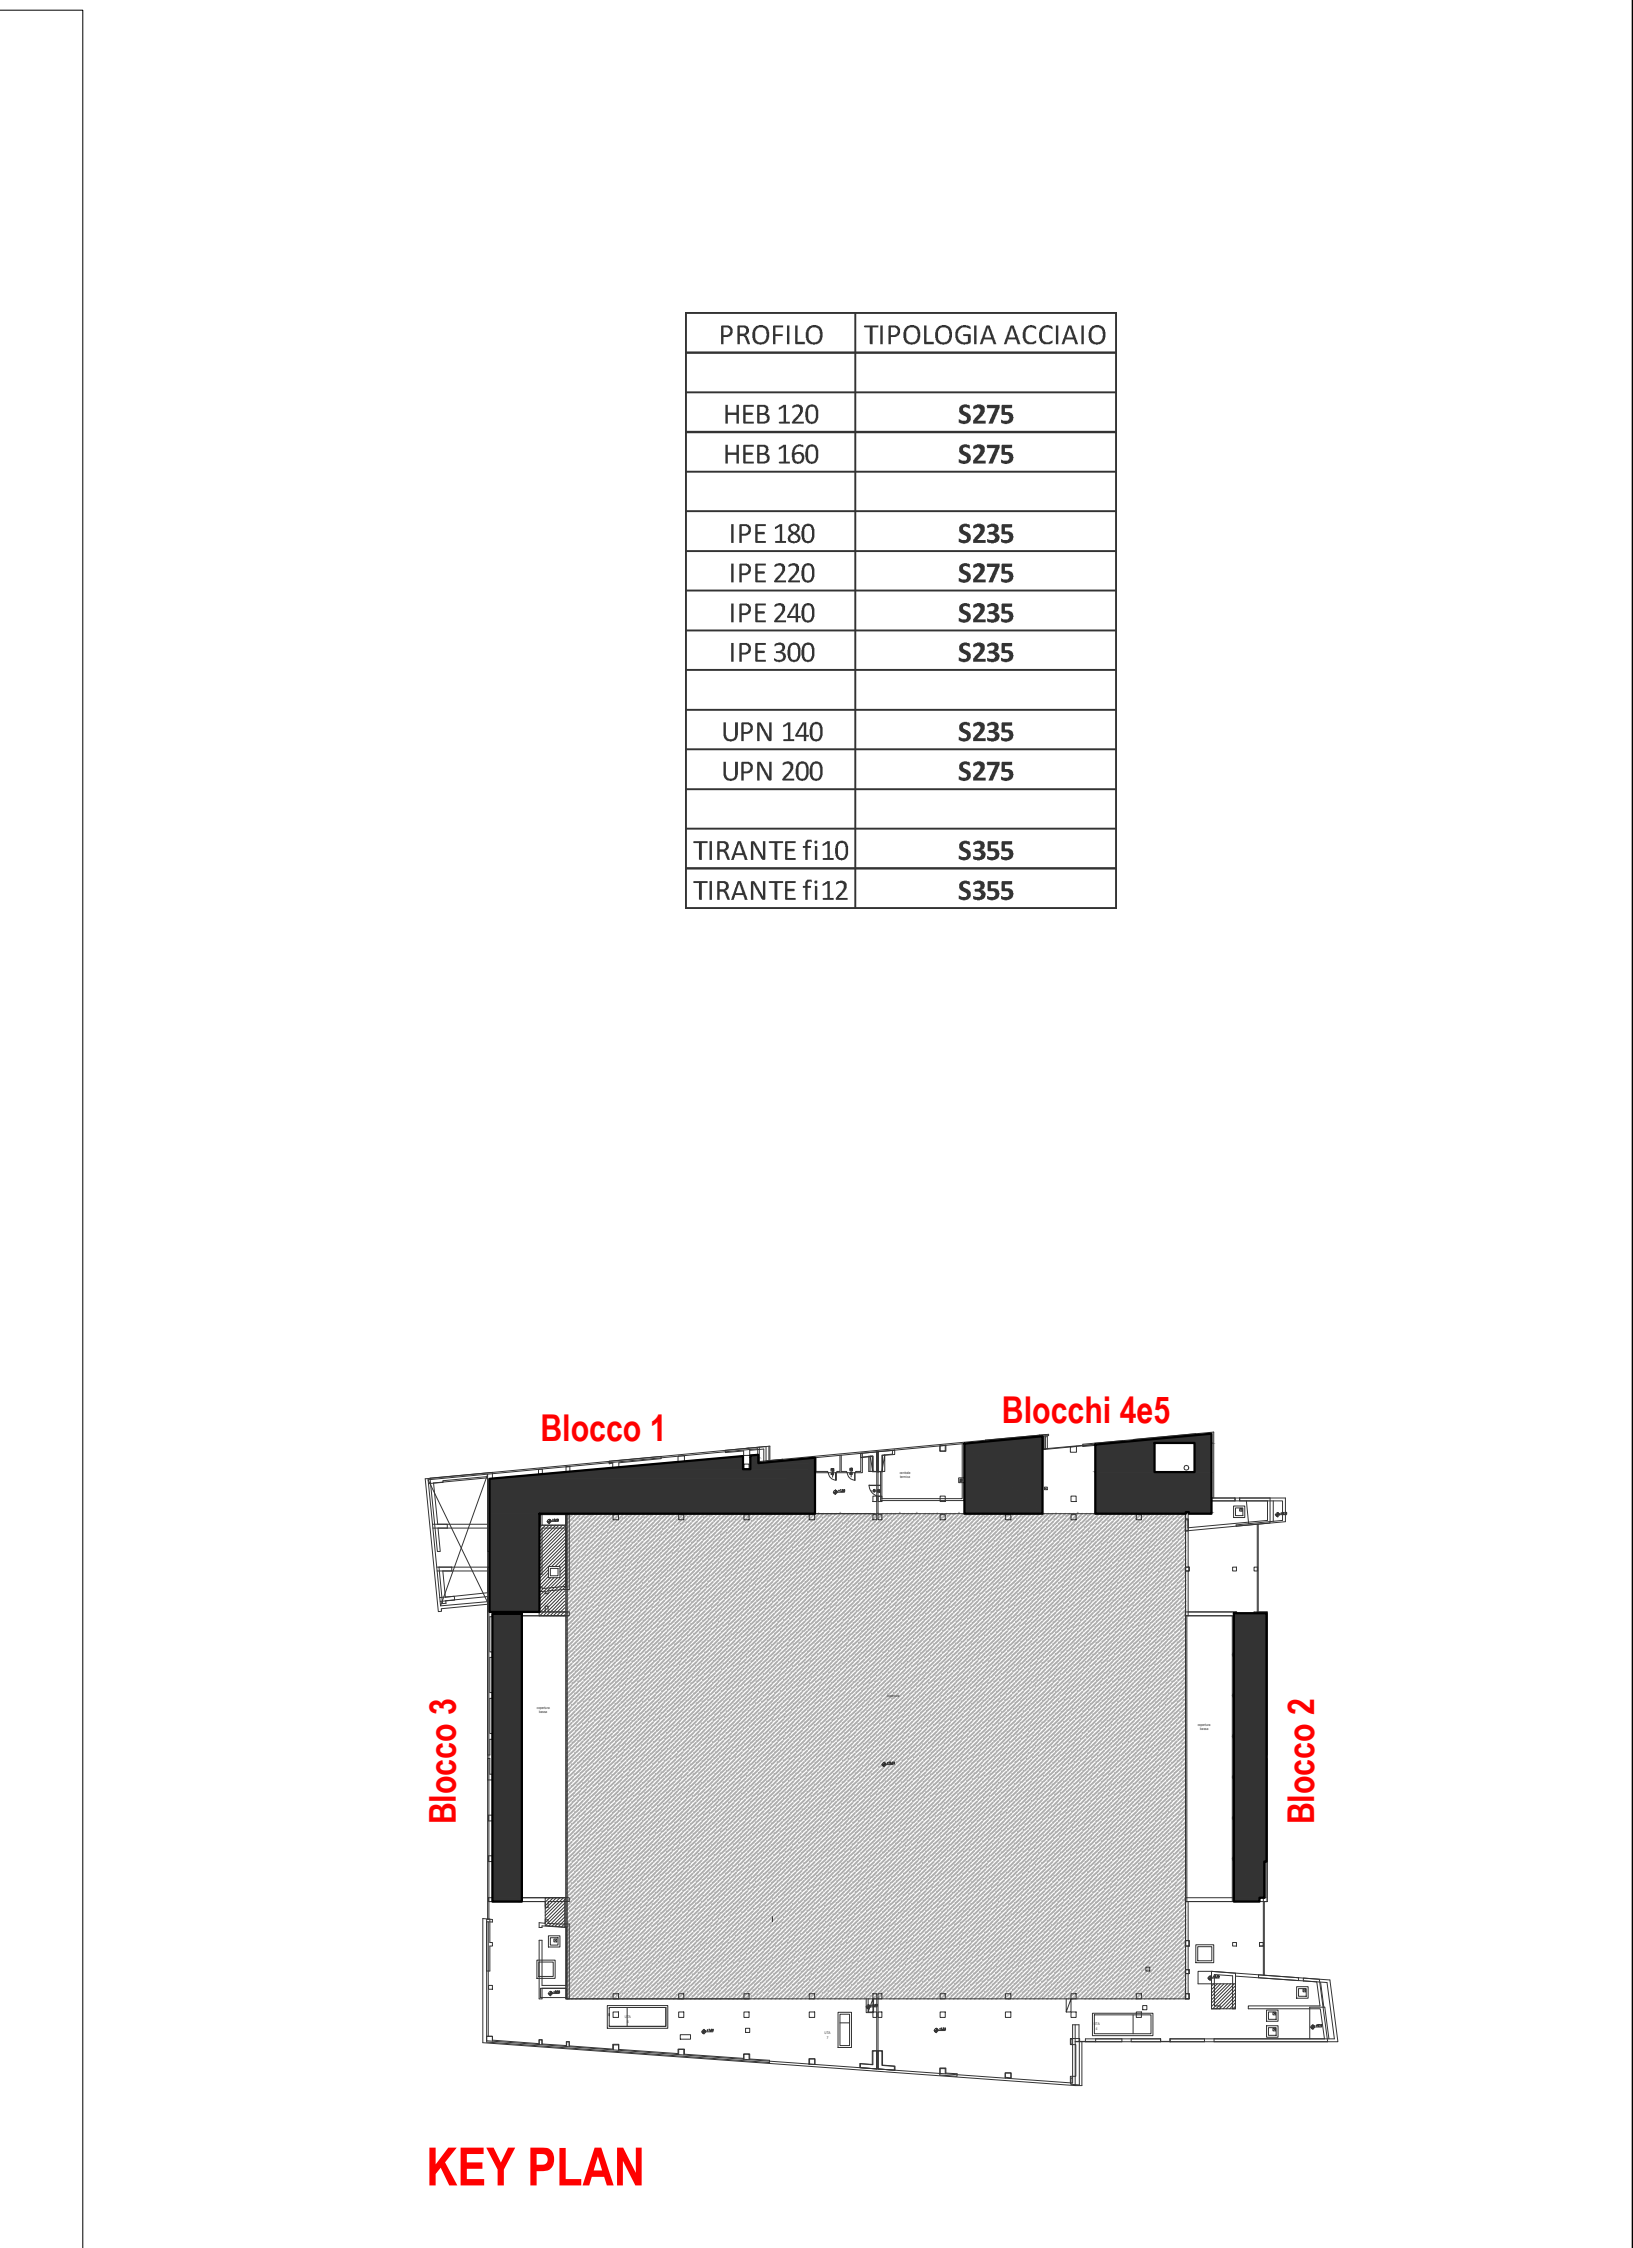 PROFILO TIPOLOGIA ACCIAIO
HEB 120 S275
HEB 160 S275
IPE 180 S235
IPE 220 S275
IPE 240 S235
IPE 300 S235
UPN 140 S235
UPN 200 S275
TIRANTE fi10 S355
TIRANTE fi12 S355
Blocco 1
Blocchi 4e5
Blocco 3
Blocco 2
KEY PLAN